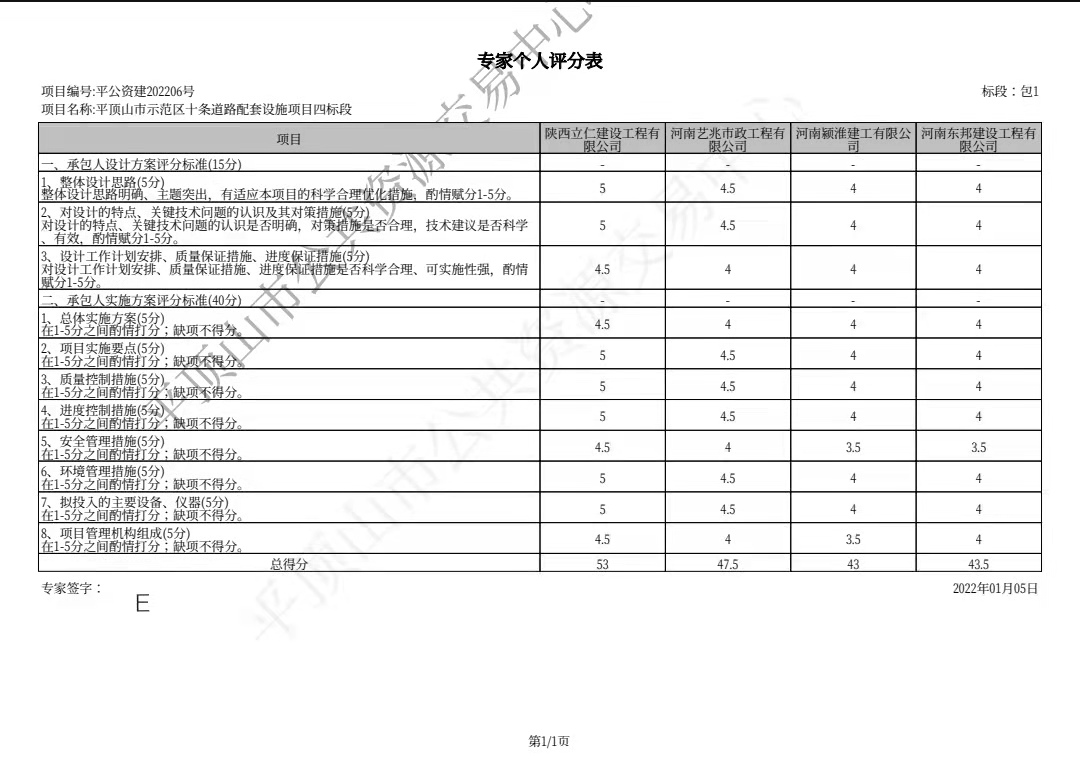 专家个人评分表
项目编号:平公资建202206号
标段：包1
项目名称:平顶山市示范区十条道路配套设施项目四标段
项目 陕西立仁建设工程有限公司 河南艺兆市政工程有限公司 河南颖淮建工有限公司 河南东邦建设工程有限公司
一、承包人设计方案评分标准(15分) - - - -
1、整体设计思路(5分)
整体设计思路明确、主题突出，有适应本项目的科学合理优化措施，酌情赋分1-5分。 5 4.5 4 4
2、对设计的特点、关键技术问题的认识及其对策措施(5分)
对设计的特点、关键技术问题的认识是否明确，对策措施是否合理，技术建议是否科学
、有效，酌情赋分1-5分。 5 4.5 4 4
3、设计工作计划安排、质量保证措施、进度保证措施(5分)
对设计工作计划安排、质量保证措施、进度保证措施是否科学合理、可实施性强，酌情
赋分1-5分。 4.5 4 4 4
二、承包人实施方案评分标准(40分) - - - -
1、总体实施方案(5分)
在1-5分之间酌情打分；缺项不得分。 4.5 4 4 4
2、项目实施要点(5分)
在1-5分之间酌情打分；缺项不得分。 5 4.5 4 4
3、质量控制措施(5分)
在1-5分之间酌情打分；缺项不得分。 5 4.5 4 4
4、进度控制措施(5分)
在1-5分之间酌情打分；缺项不得分。 5 4.5 4 4
5、安全管理措施(5分)
在1-5分之间酌情打分；缺项不得分。 4.5 4 3.5 3.5
6、环境管理措施(5分)
在1-5分之间酌情打分；缺项不得分。 5 4.5 4 4
7、拟投入的主要设备、仪器(5分)
在1-5分之间酌情打分；缺项不得分。 5 4.5 4 4
8、项目管理机构组成(5分)
在1-5分之间酌情打分；缺项不得分。 4.5 4 3.5 4
总得分 53 47.5 43 43.5
专家签字：
2022年01月05日
E
第1/1页
平顶山市公共资源交易中心
平顶山市公共资源交易中心